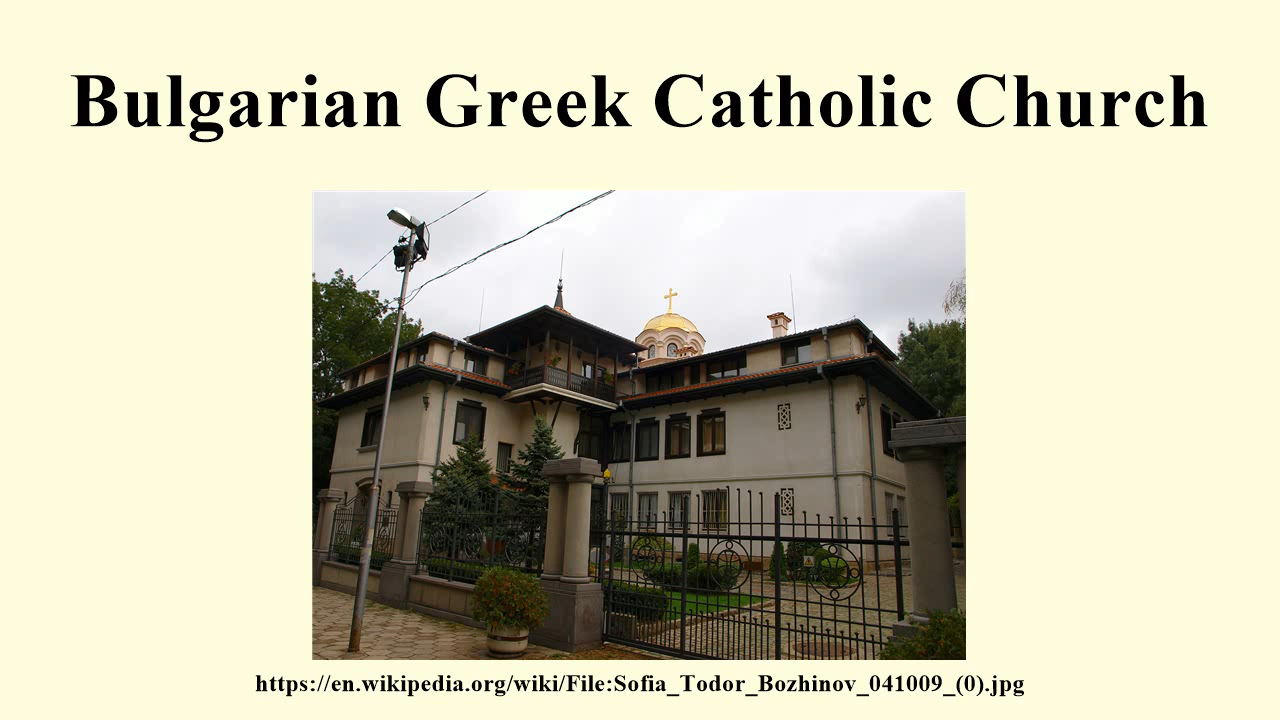 Bulgarian Greek Catholic Church
https://en.wikipedia.org/wiki/File:Sofia_Todor_Bozhinov_041009_(0).jpg